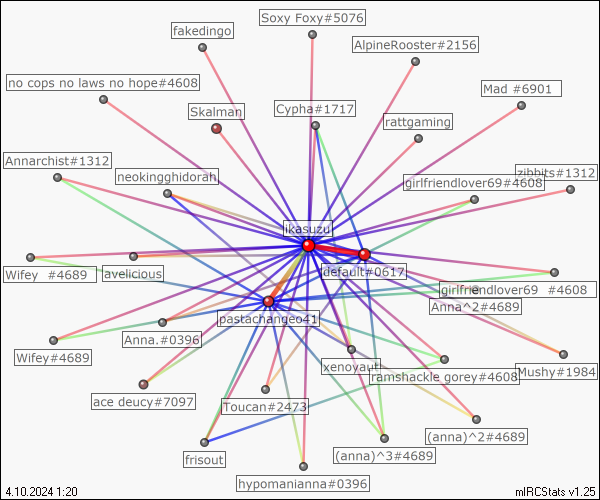 Soxy Foxy#5076
fakedingo
AlpineRooster#2156
no cops no laws no hope#4608
Mad #6901
Skalman
Cypha#1717
rattgaming
Annarchist#1312
neokingghidorah
zibbits#1312
girlfriendlover69#4608
ikasuzu
Wifey #4689
avelicious
default#0617
girlfriendlover69 #4608
Anna^2#4689
pastachangeo41
Anna.#0396
Wifey#4689
xenoyaut
ramshackle gorey#4608
Mushy#1984
ace deucy#7097
Toucan#2473
(anna)^2#4689
frisout
(anna)^3#4689
hypomanianna#0396
4.10.2024 1:20
mIRCStats v1.25